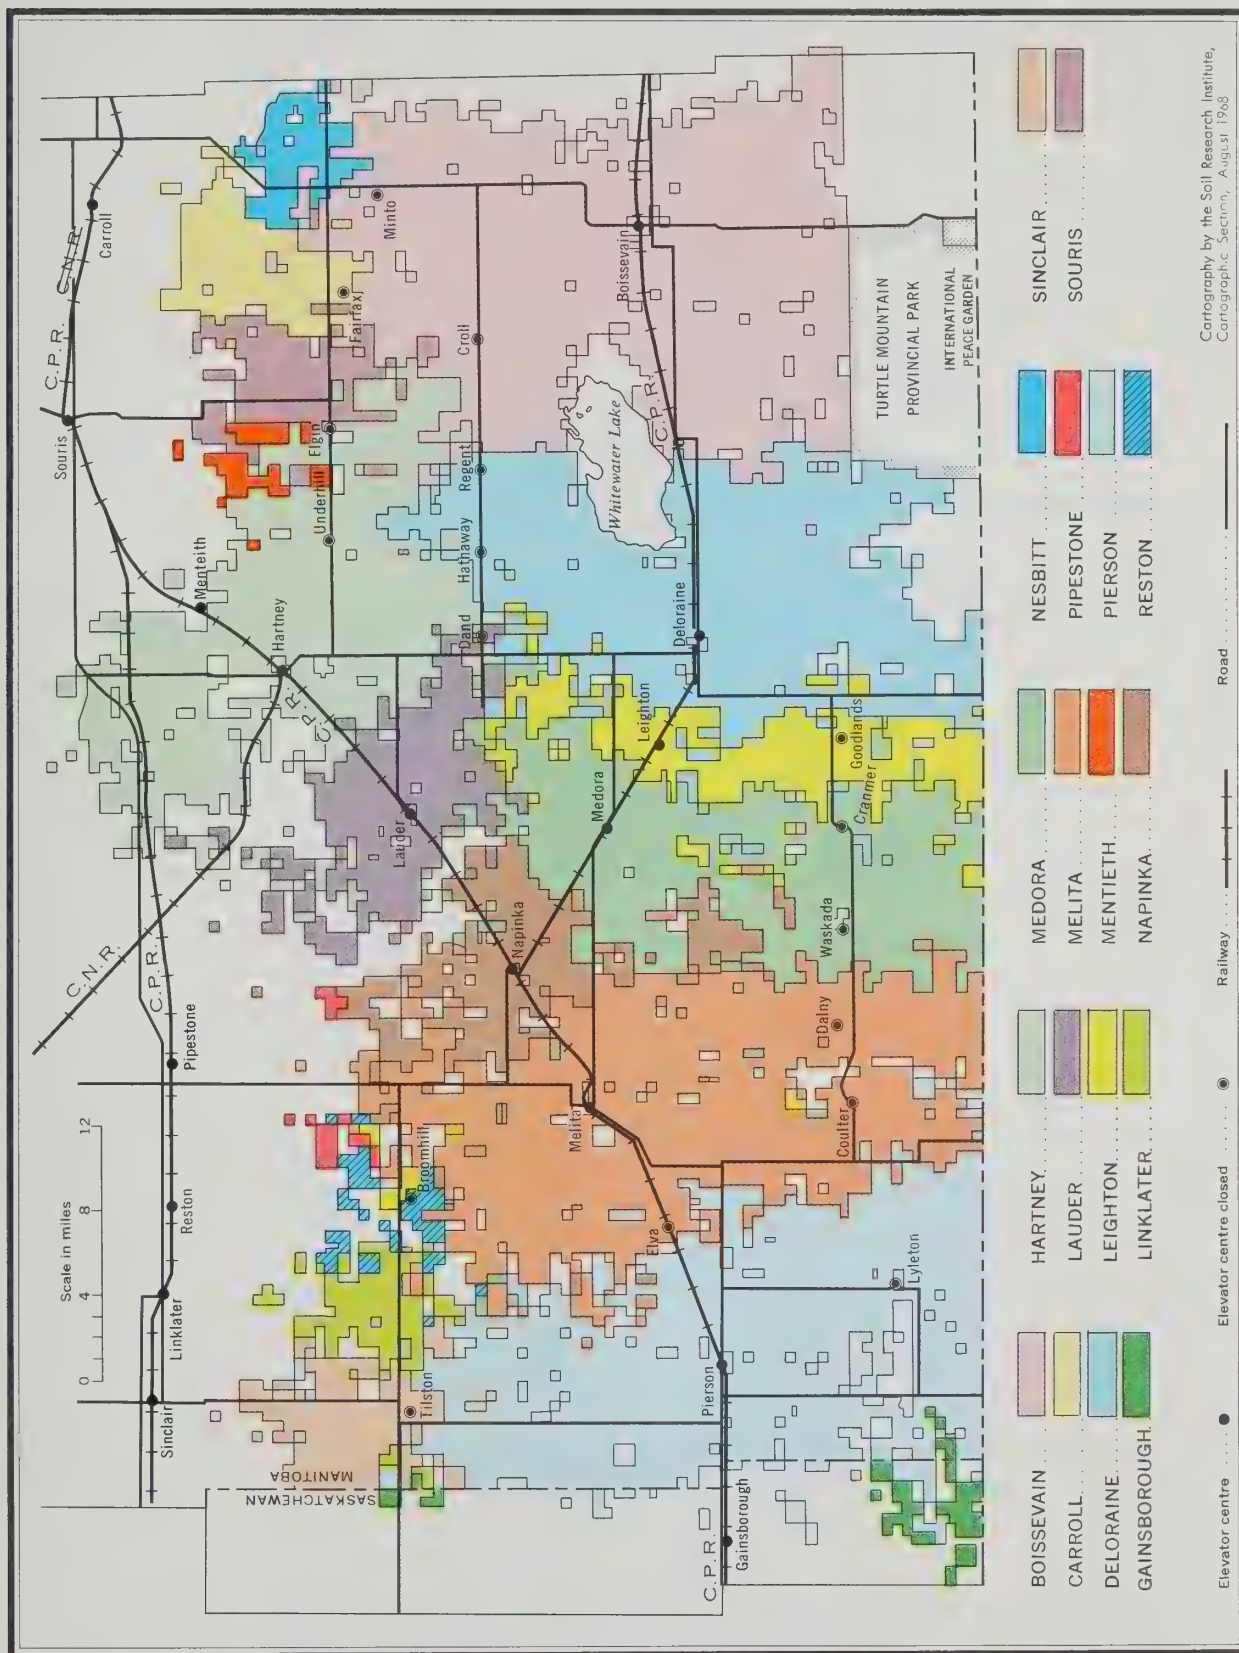 Scale in miles
0 4 8 12
C.N.R.
C.P.R.
C.N.R.
C.P.R.
Sinclair
Linklater
Reston
Pipestone
Souris
Carroll
Menteith
Hartney
C.P.R.
MANITOBA
SASKATCHEWAN
Tilston
Broomhill
Lauder
Underhill
Elgin
Fairfax
Minto
Napinka
Dand
Hathaway
Regent
Croll
Melita
Medora
Leighton
Whitewater Lake
Boissevain
C.P.R.
Elva
Pierson
Deloraine
C.P.R.
Gainsborough
Lyleton
Coulter
Dalny
Waskada
Cranmer
Goodlands
TURTLE MOUNTAIN
PROVINCIAL PARK
INTERNATIONAL
PEACE GARDEN
BOISSEVAIN
CARROLL
DELORAINE
GAINSBOROUGH
HARTNEY
LAUDER
LEIGHTON
LINKLATER
MEDORA
MELITA
MENTIETH
NAPINKA
NESBITT
PIPESTONE
PIERSON
RESTON
SINCLAIR
SOURIS
Elevator centre
Elevator centre closed
Railway
Road
Cartography by the Soil Research Institute,
Cartographic Section, August 1968